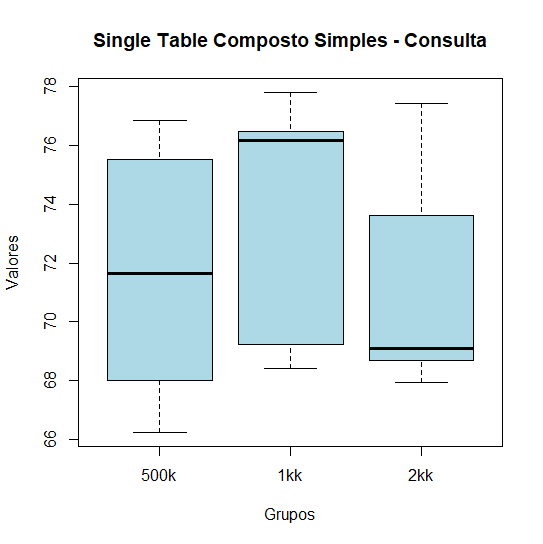 Single Table Composto Simples - Consulta
Valores
78
76
74
72
70
68
66
500k 1kk 2kk
Grupos